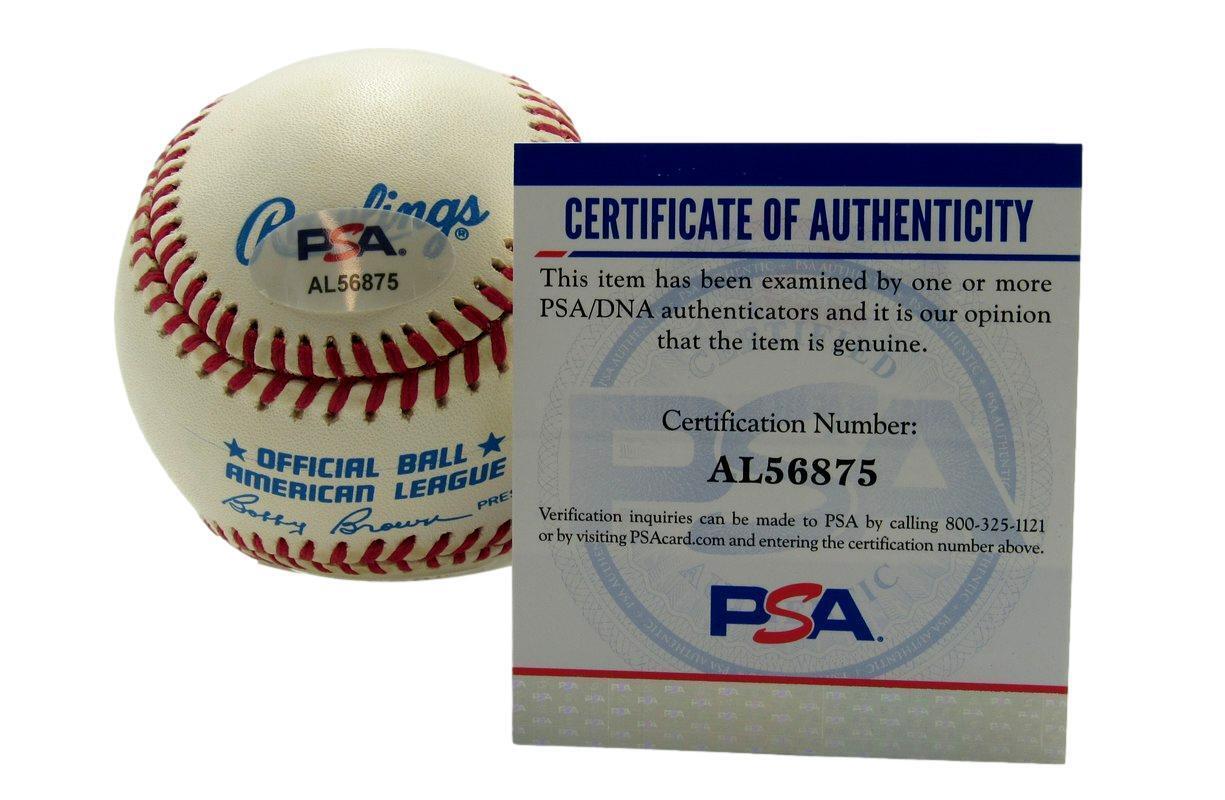 Rawlings®
PSA.
AL56875
★ OFFICIAL BALL ★
AMERICAN LEAGUE
Bobby Brown PRES
CERTIFICATE OF AUTHENTICITY
This item has been examined by one or more
PSA/DNA authenticators and it is our opinion
that the item is genuine.
Certification Number:
AL56875
Verification inquiries can be made to PSA by calling 800-325-1121
or by visiting PSAcard.com and entering the certification number above.
PSA.